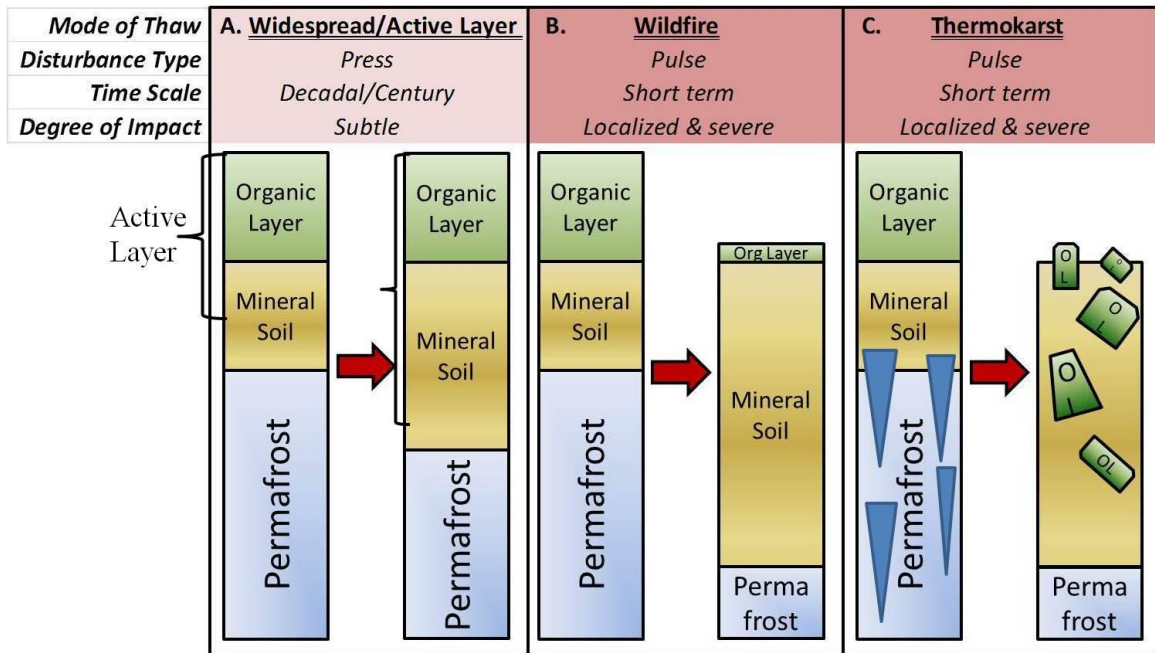 Mode of Thaw A. Widespread/Active Layer B. Wildfire C. Thermokarst
Disturbance Type Press Pulse Pulse
Time Scale Decadal/Century Short term Short term
Degree of Impact Subtle Localized & severe Localized & severe
Active
Layer
Organic
Layer
Mineral
Soil
Permafrost
Organic
Layer
Mineral
Soil
Permafrost
Organic
Layer
Mineral
Soil
Permafrost
Org Layer
Mineral
Soil
Perma
frost
Organic
Layer
Mineral
Soil
Permafrost
O
L
O
L
O
L
O
L
OL
Perma
frost